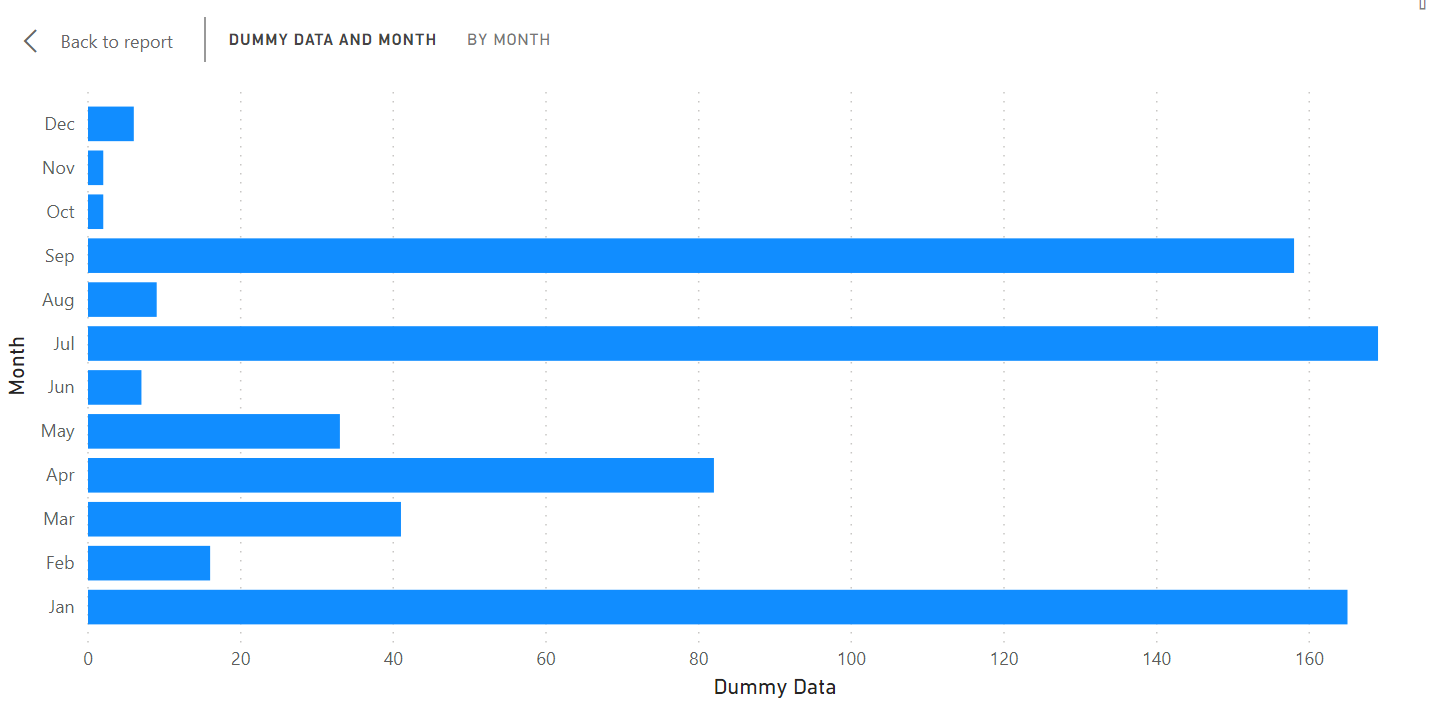 Back to report
DUMMY DATA AND MONTH
BY MONTH
Dec
Nov
Oct
Sep
Aug
Jul
Jun
May
Apr
Mar
Feb
Jan
Month
0 20 40 60 80 100 120 140 160
Dummy Data